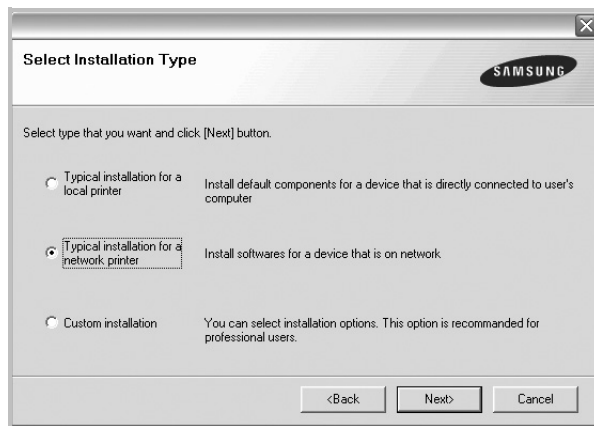 Select Installation Type
SAMSUNG
Select type that you want and click [Next] button.
Typical installation for a
local printer
Install default components for a device that is directly connected to user's
computer
Typical installation for a
network printer
Install softwares for a device that is on network
Custom installation
You can select installation options. This option is recommanded for
professional users.
<Back
Next>
Cancel